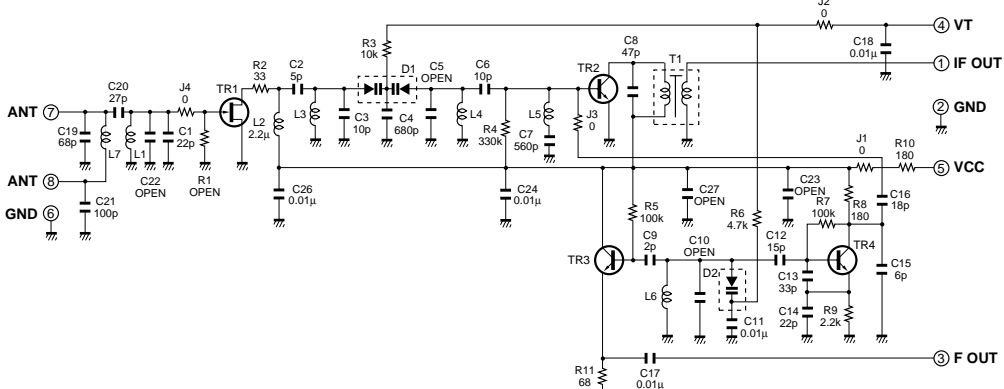 J2
0
④ VT
R3
10k
C8
47p
C18
0.01μ
R2
33
C2
5p
D1
C5
OPEN
C6
10p
T1
① IF OUT
C20
27p
J4
0
TR1
TR2
ANT ⑦
② GND
C19
68p
L7
L1
C1
22p
L2
2.2μ
L3
C3
10p
C4
680p
L4
R4
330k
L5
J3
0
C7
560p
J1
0
R10
180
ANT ⑧
C22
OPEN
R1
OPEN
⑤ VCC
GND ⑥
C21
100p
C26
0.01μ
C24
0.01μ
R5
100k
C27
OPEN
R6
4.7k
C23
OPEN
R7
100k
R8
180
C16
18p
TR3
C9
2p
C10
OPEN
D2
C12
15p
TR4
C13
33p
C15
6p
L6
C11
0.01μ
C14
22p
R9
2.2k
R11
68
C17
0.01μ
③ F OUT